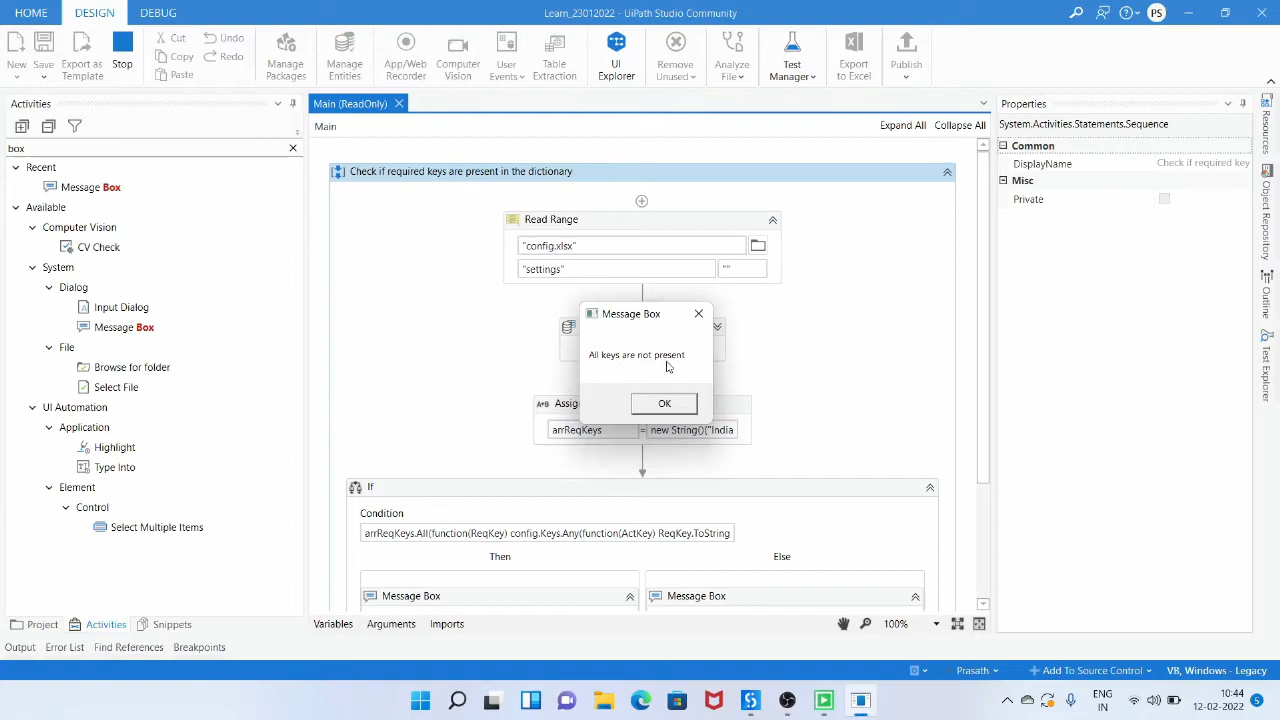 HOME DESIGN DEBUG Learn_23012022 - UiPath Studio Community PS
New Save Export as Template Stop Cut Copy Paste Undo Redo Manage Packages Manage Entities App/Web Recorder Computer Vision User Events Table Extraction UI Explorer Remove Unused Analyze File Test Manager Export to Excel Publish
Activities
box
Recent
Message Box
Available
Computer Vision
CV Check
System
Dialog
Input Dialog
Message Box
File
Browse for folder
Select File
UI Automation
Application
Highlight
Type Into
Element
Control
Select Multiple Items
Project Activities Snippets
Main (ReadOnly)
Main Expand All Collapse All
Check if required keys are present in the dictionary
Read Range
"config.xlsx"
"settings" ""
Message Box
All keys are not present
OK
Assig
arrReqKeys = new String(){"India
If
Condition
arrReqKeys.All(function(ReqKey) config.Keys.Any(function(ActKey) ReqKey.ToString
Then Else
Message Box Message Box
Variables Arguments Imports 100%
Properties
System.Activities.Statements.Sequence
Common
DisplayName Check if required key
Misc
Private
Resources
Object Repository
Outline
Test Explorer
Output Error List Find References Breakpoints
Prasath Add To Source Control VB, Windows - Legacy
ENG
IN
10:44
12-02-2022
5